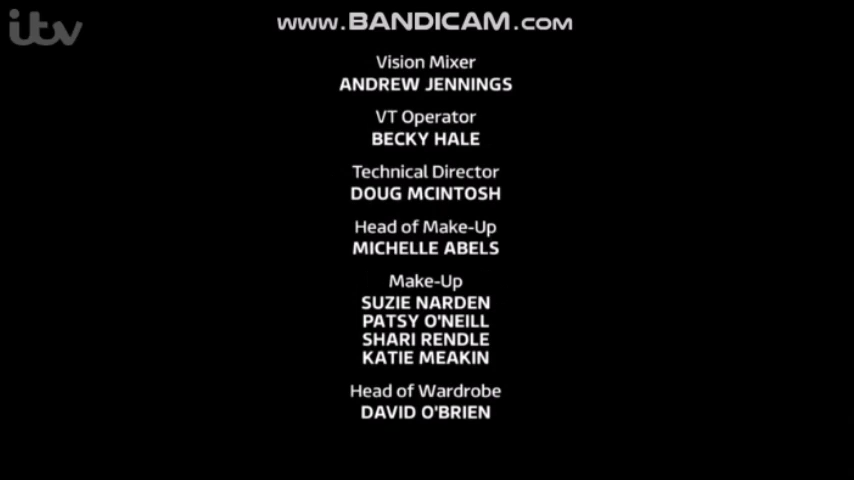 itv
www.BANDICAM.com
Vision Mixer
ANDREW JENNINGS
VT Operator
BECKY HALE
Technical Director
DOUG MCINTOSH
Head of Make-Up
MICHELLE ABELS
Make-Up
SUZIE NARDEN
PATSY O'NEILL
SHARI RENDLE
KATIE MEAKIN
Head of Wardrobe
DAVID O'BRIEN